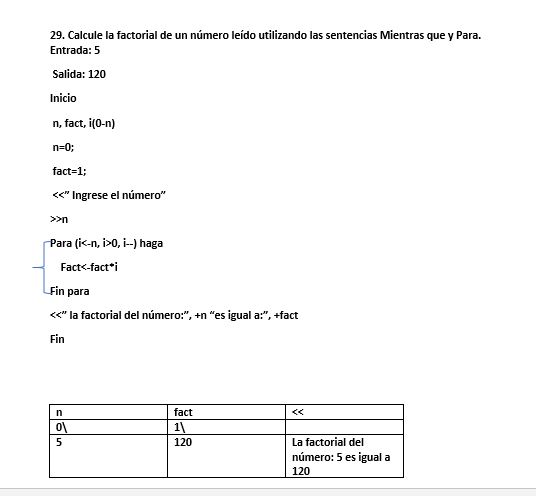 29. Calcule la factorial de un número leído utilizando las sentencias Mientras que y Para.
Entrada: 5
Salida: 120
Inicio
n, fact, i(0-n)
n=0;
fact=1;
<<” Ingrese el número”
>>n
Para (i<-n, i>0, i--) haga
Fact<-fact*i
Fin para
<<” la factorial del número:”, +n “es igual a:”, +fact
Fin
n fact <<
0\ 1\
5 120 La factorial del
número: 5 es igual a
120